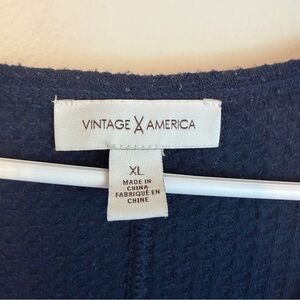 VINTAGE AMERICA
XL
MADE IN
CHINA
FABRIQUÉ EN
CHINE